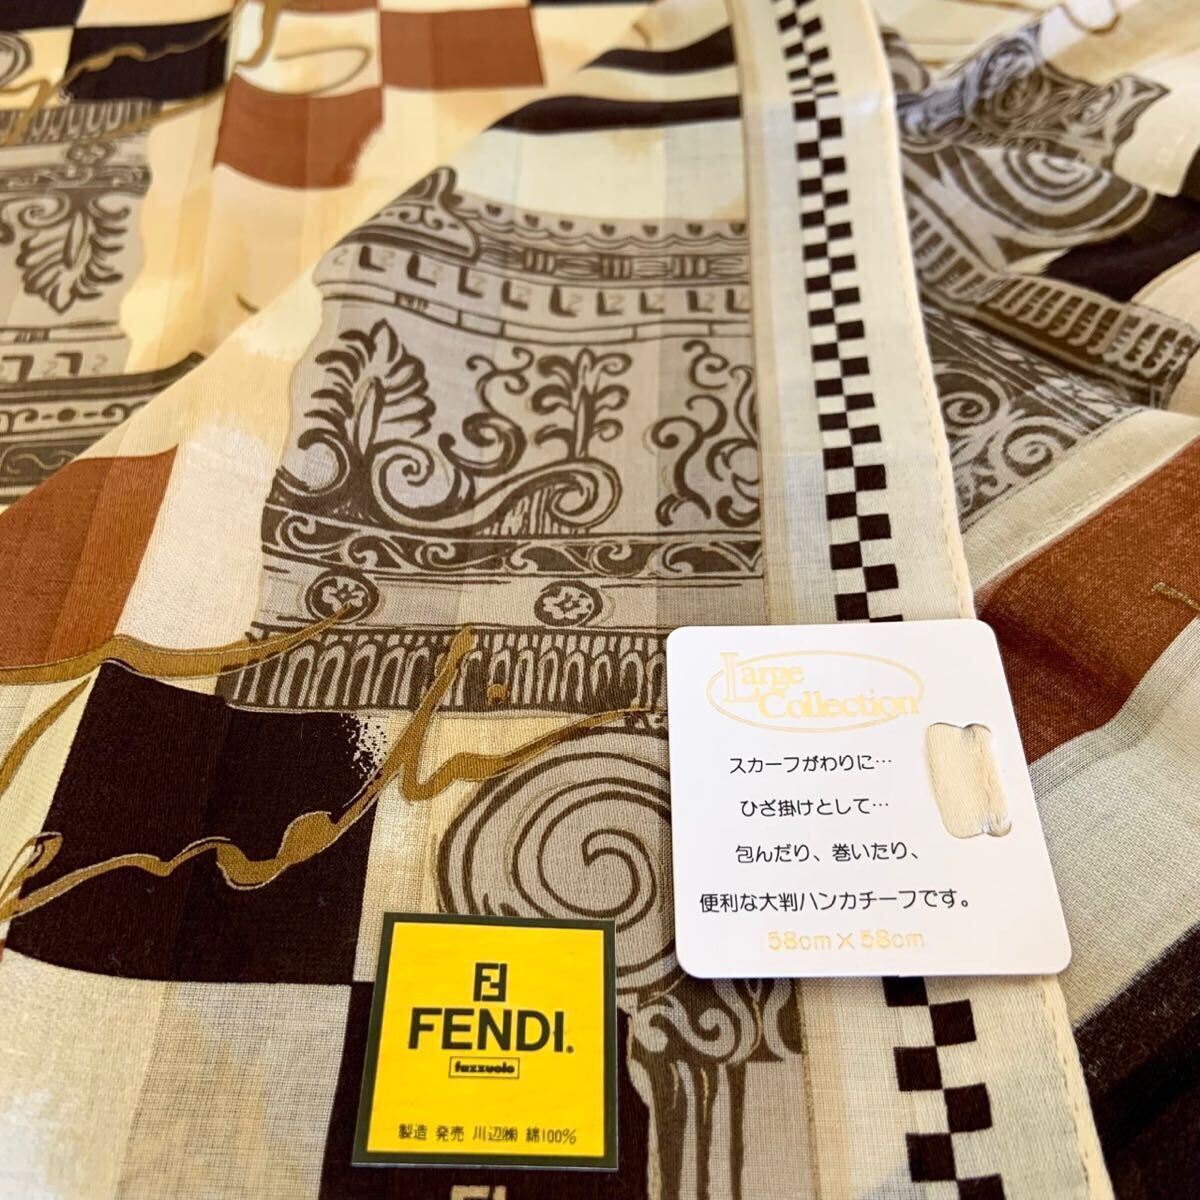 Large
Collection
スカーフがわりに…
ひざ掛けとして…
包んだり、巻いたり、
便利な大判ハンカチーフです。
58cm×58cm
FENDI®
fazzuolo
製造 発売 川辺㈱ 綿100%